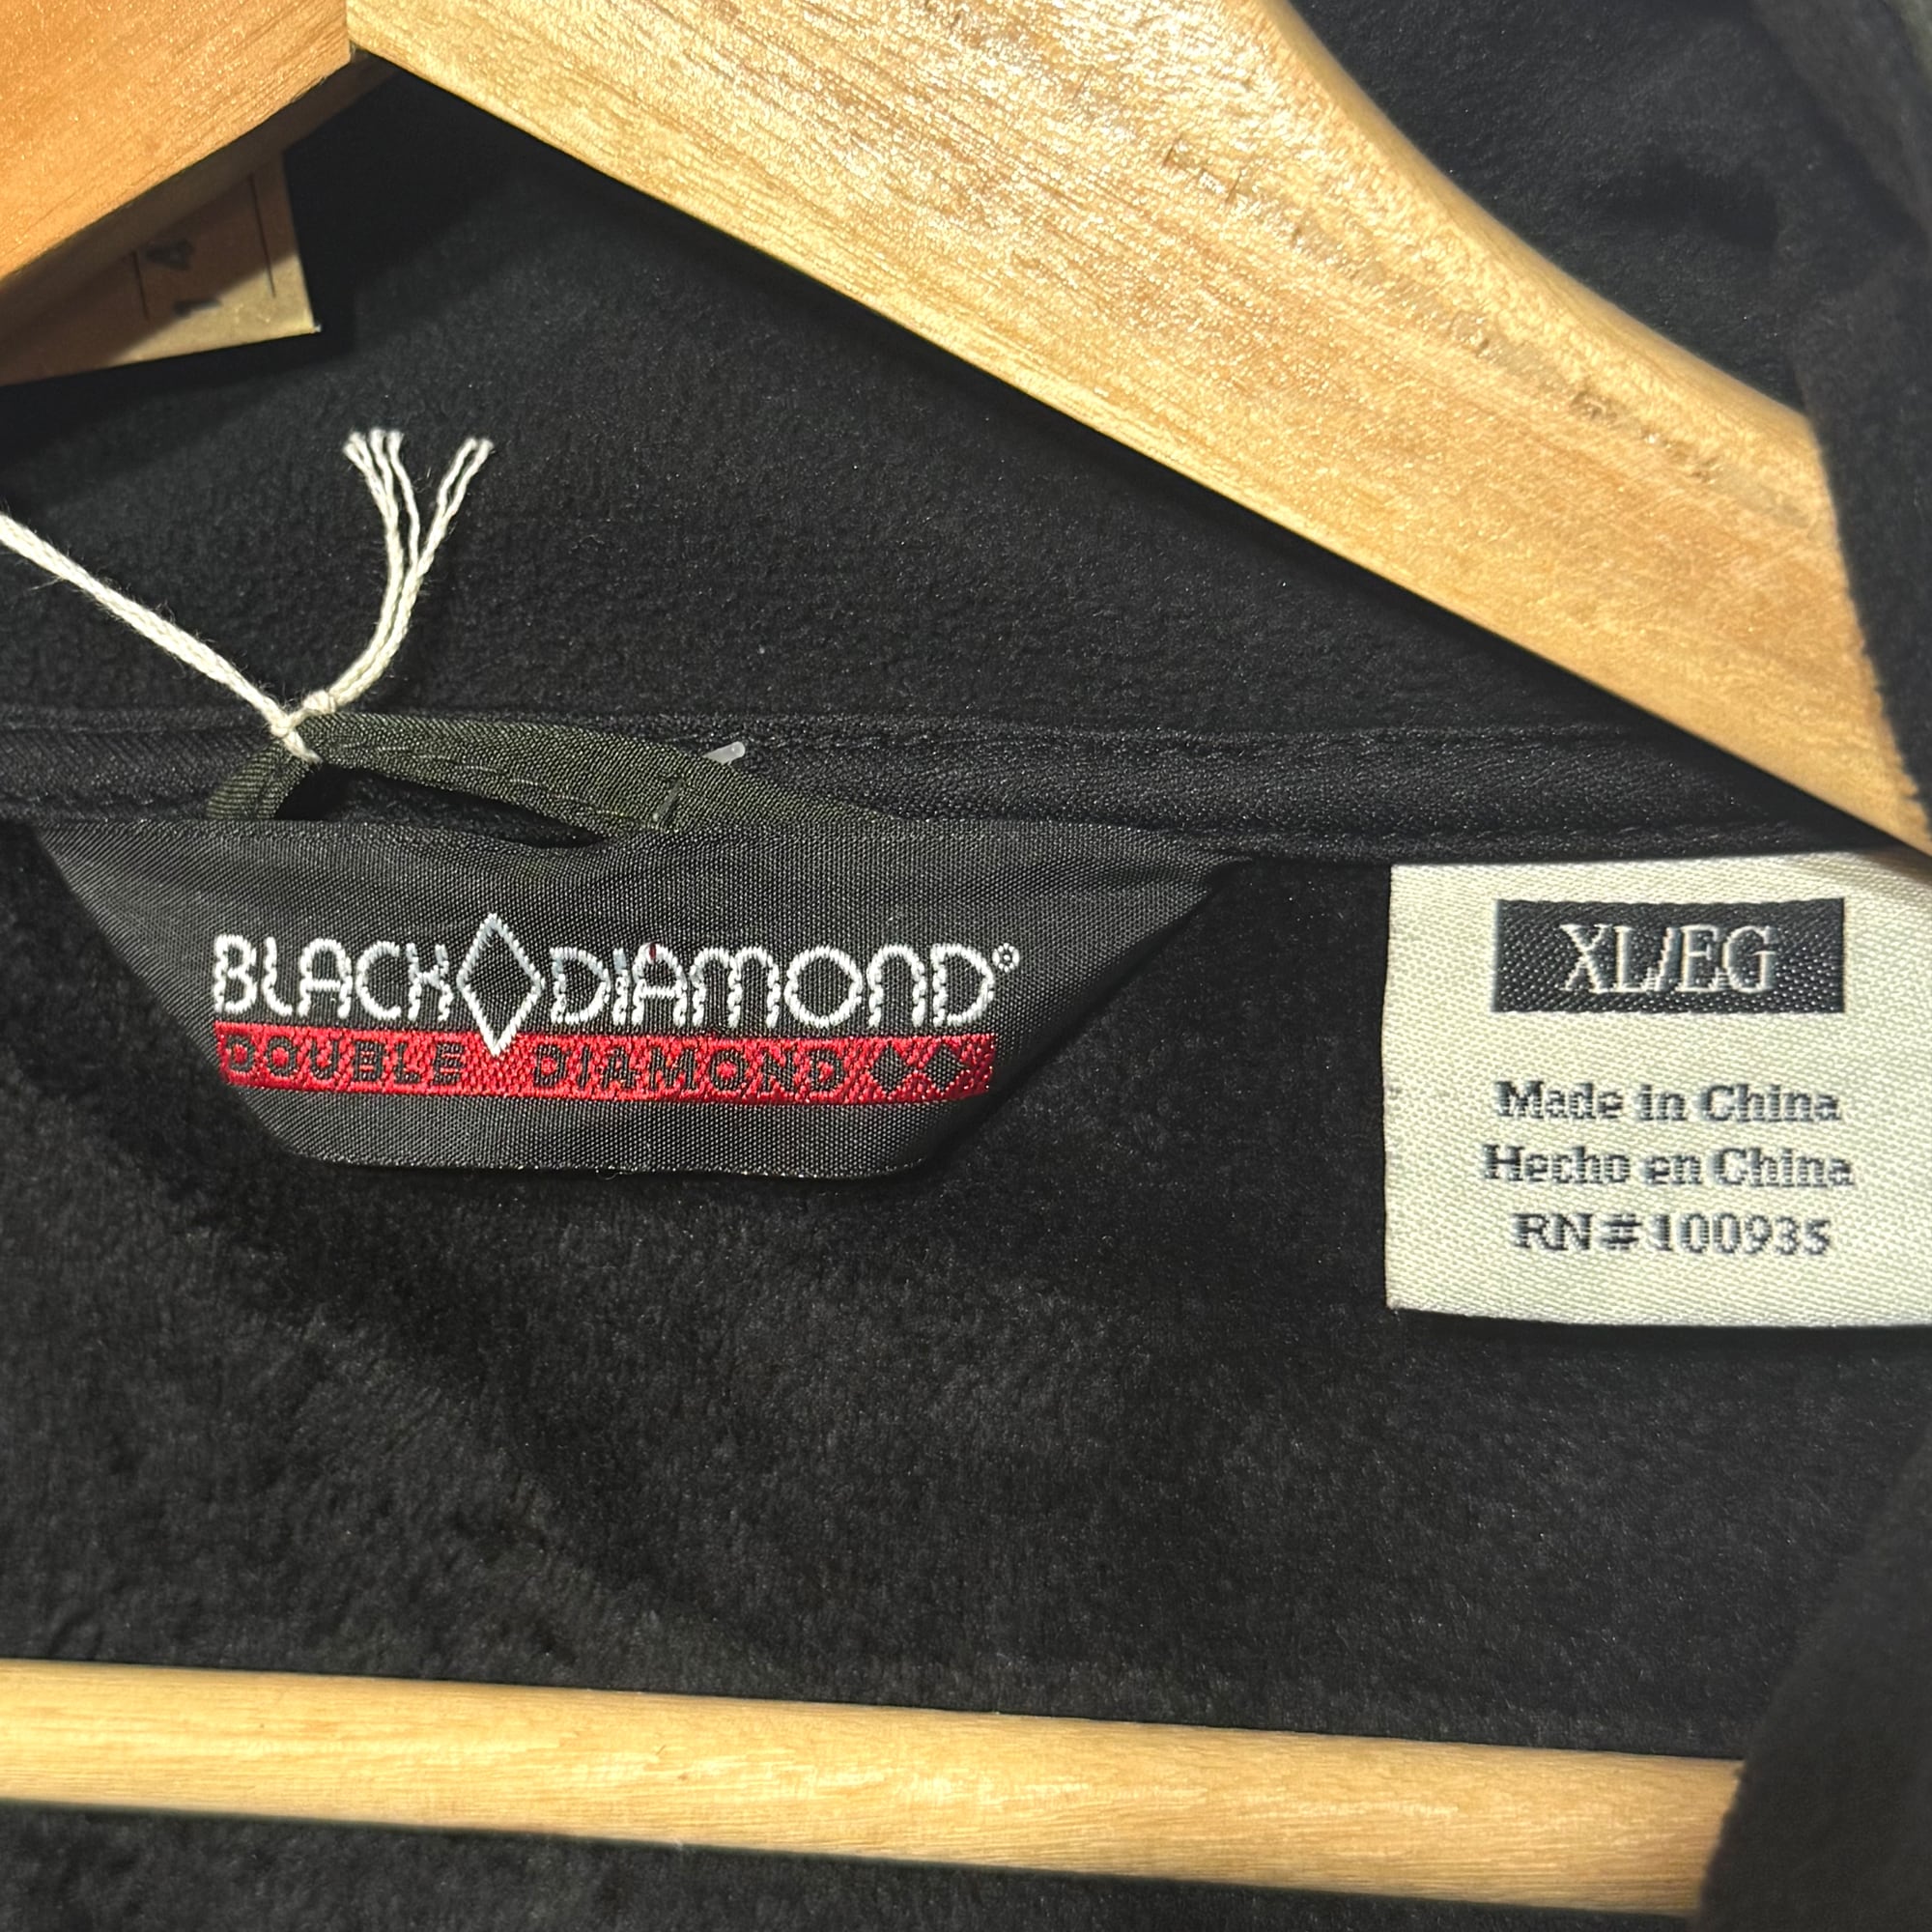 BLACK DIAMOND®
DOUBLE DIAMOND
XL/EG
Made in China
Hecho en China
RN#100935